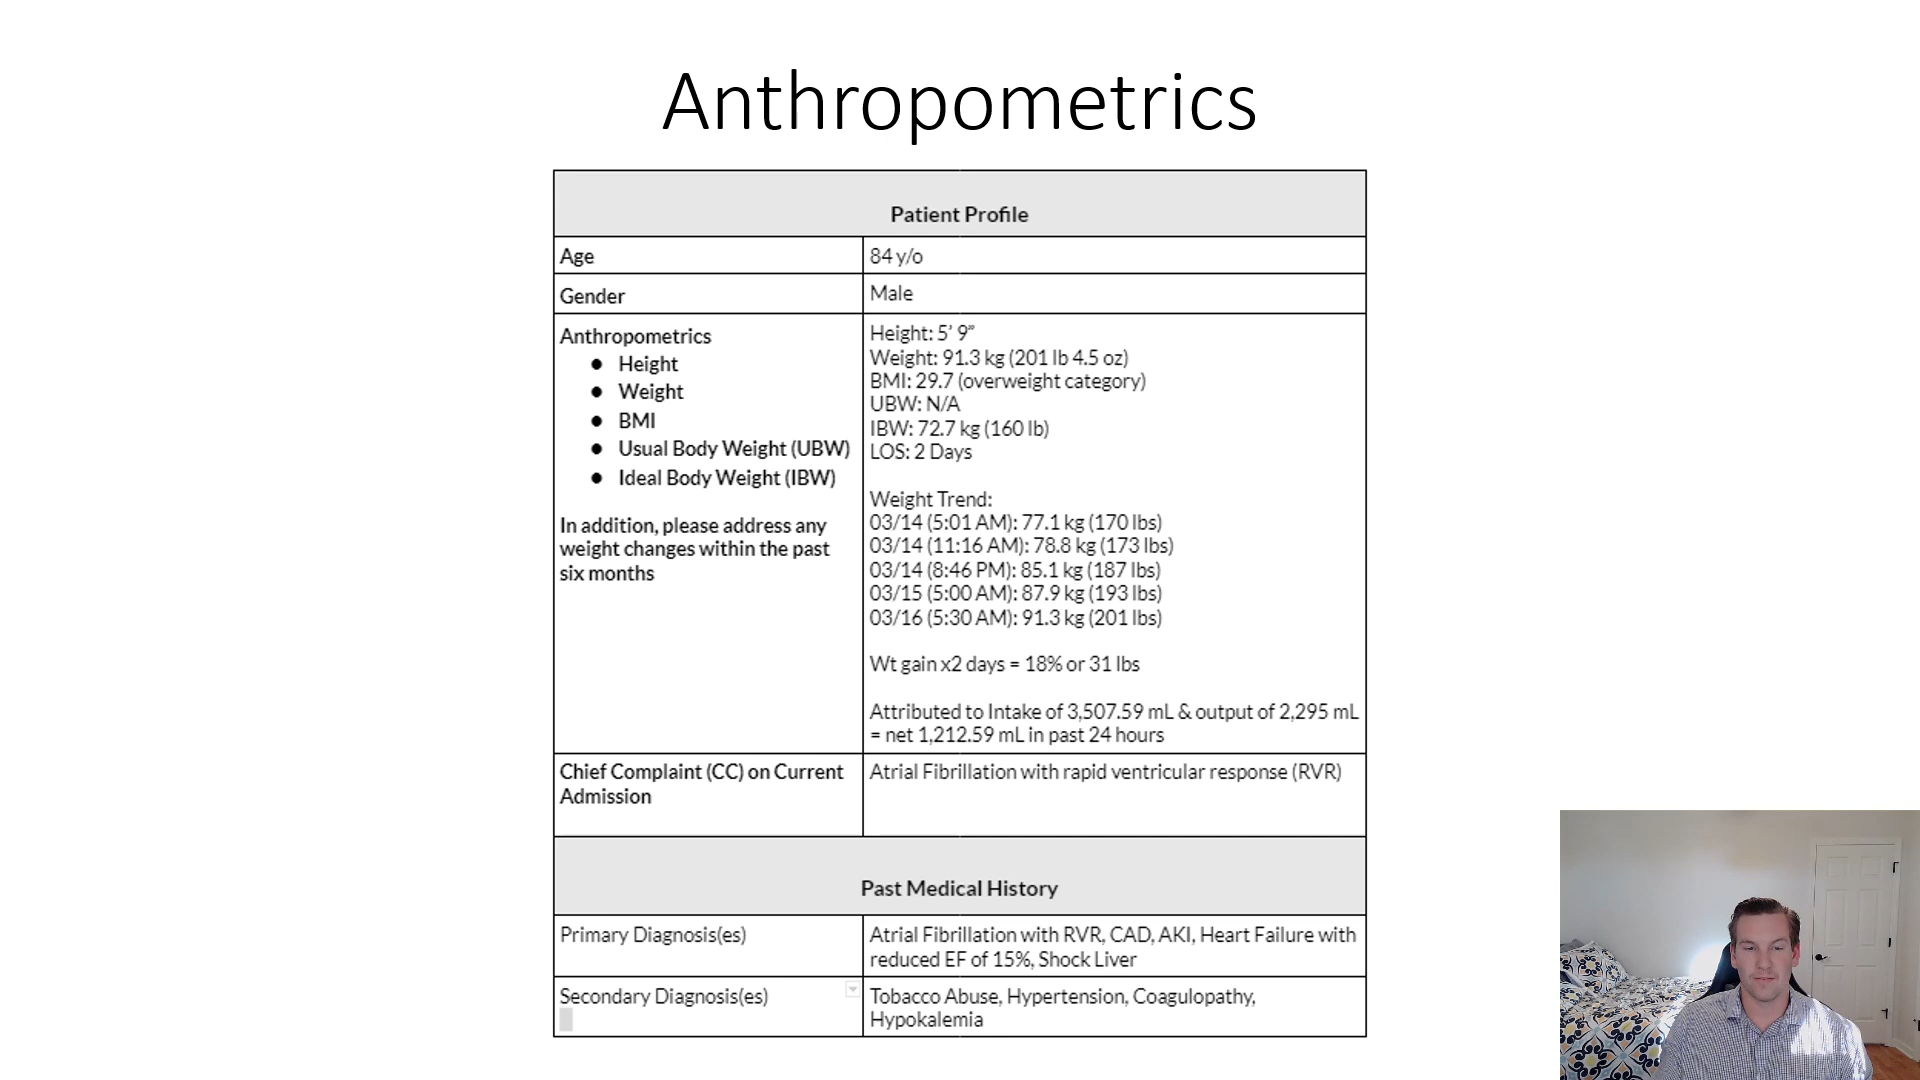 Anthropometrics
Patient Profile
Age
84 y/o
Gender
Male
Anthropometrics
● Height
● Weight
● BMI
● Usual Body Weight (UBW)
● Ideal Body Weight (IBW)
In addition, please address any
weight changes within the past
six months
Height: 5' 9"
Weight: 91.3 kg (201 lb 4.5 oz)
BMI: 29.7 (overweight category)
UBW: N/A
IBW: 72.7 kg (160 lb)
LOS: 2 Days
Weight Trend:
03/14 (5:01 AM): 77.1 kg (170 lbs)
03/14 (11:16 AM): 78.8 kg (173 lbs)
03/14 (8:46 PM): 85.1 kg (187 lbs)
03/15 (5:00 AM): 87.9 kg (193 lbs)
03/16 (5:30 AM): 91.3 kg (201 lbs)
Wt gain x2 days = 18% or 31 lbs
Attributed to Intake of 3,507.59 mL & output of 2,295 mL
= net 1,212.59 mL in past 24 hours
Chief Complaint (CC) on Current
Admission
Atrial Fibrillation with rapid ventricular response (RVR)
Past Medical History
Primary Diagnosis(es)
Atrial Fibrillation with RVR, CAD, AKI, Heart Failure with
reduced EF of 15%, Shock Liver
Secondary Diagnosis(es)
Tobacco Abuse, Hypertension, Coagulopathy,
Hypokalemia